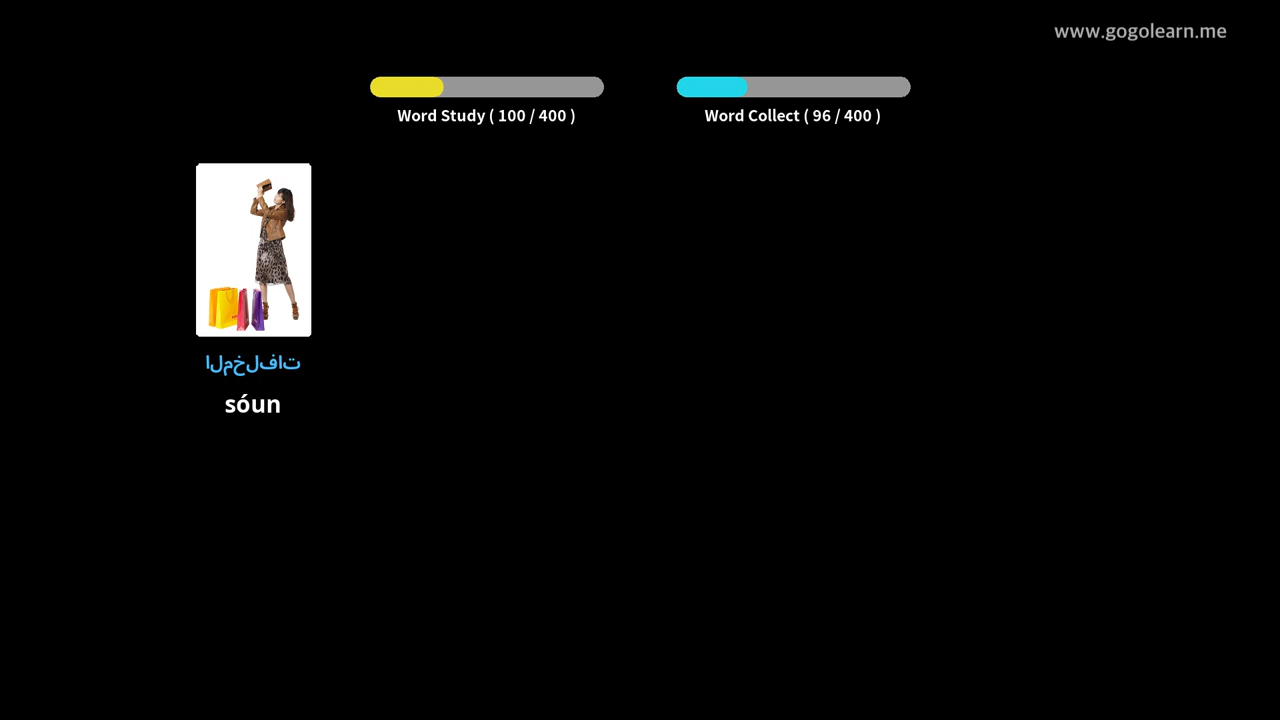 www.gogolearn.me
Word Study ( 100 / 400 )
Word Collect ( 96 / 400 )
المخلفات
sóun